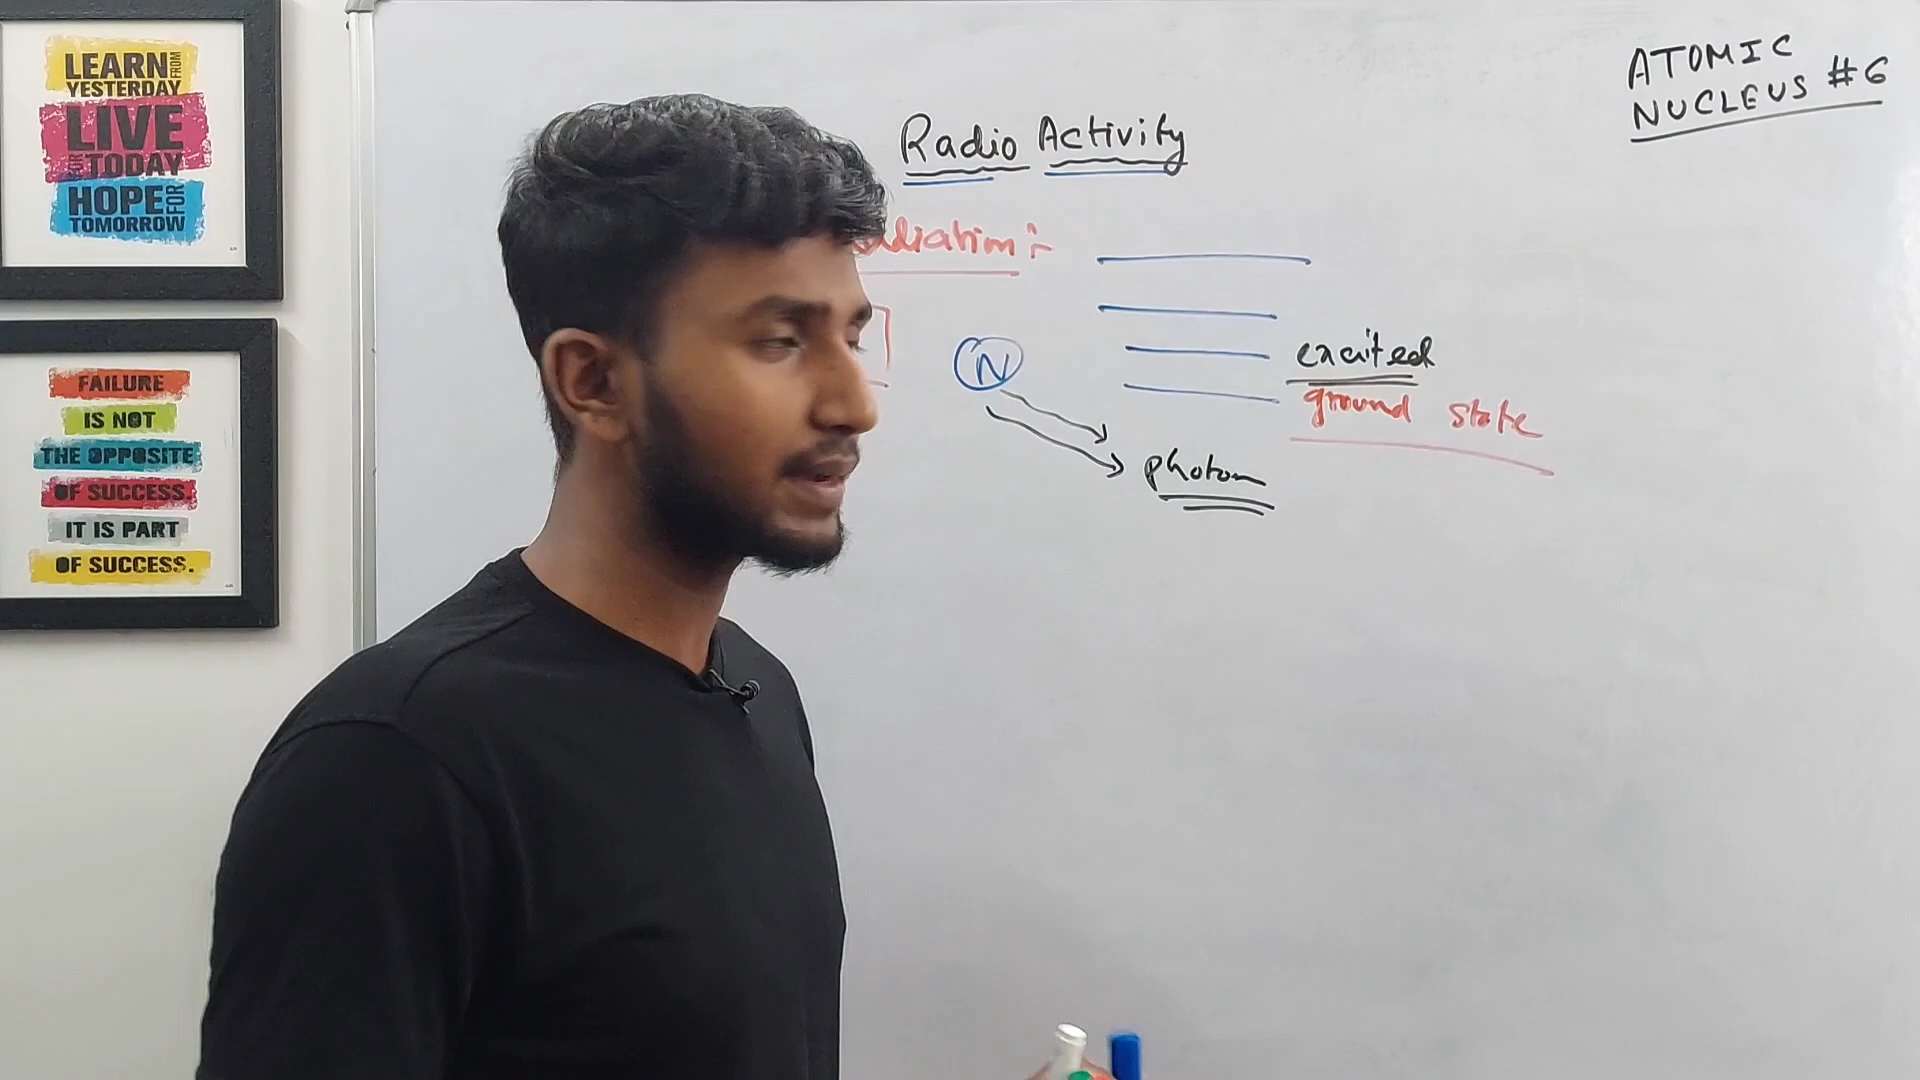 LEARN FROM
YESTERDAY
LIVE
FOR TODAY
HOPE FOR
TOMORROW
FAILURE
IS NOT
THE OPPOSITE
OF SUCCESS.
IT IS PART
OF SUCCESS.
ATOMIC
NUCLEUS #6
Radio Activity
adiation :-
N
excited
ground state
photon